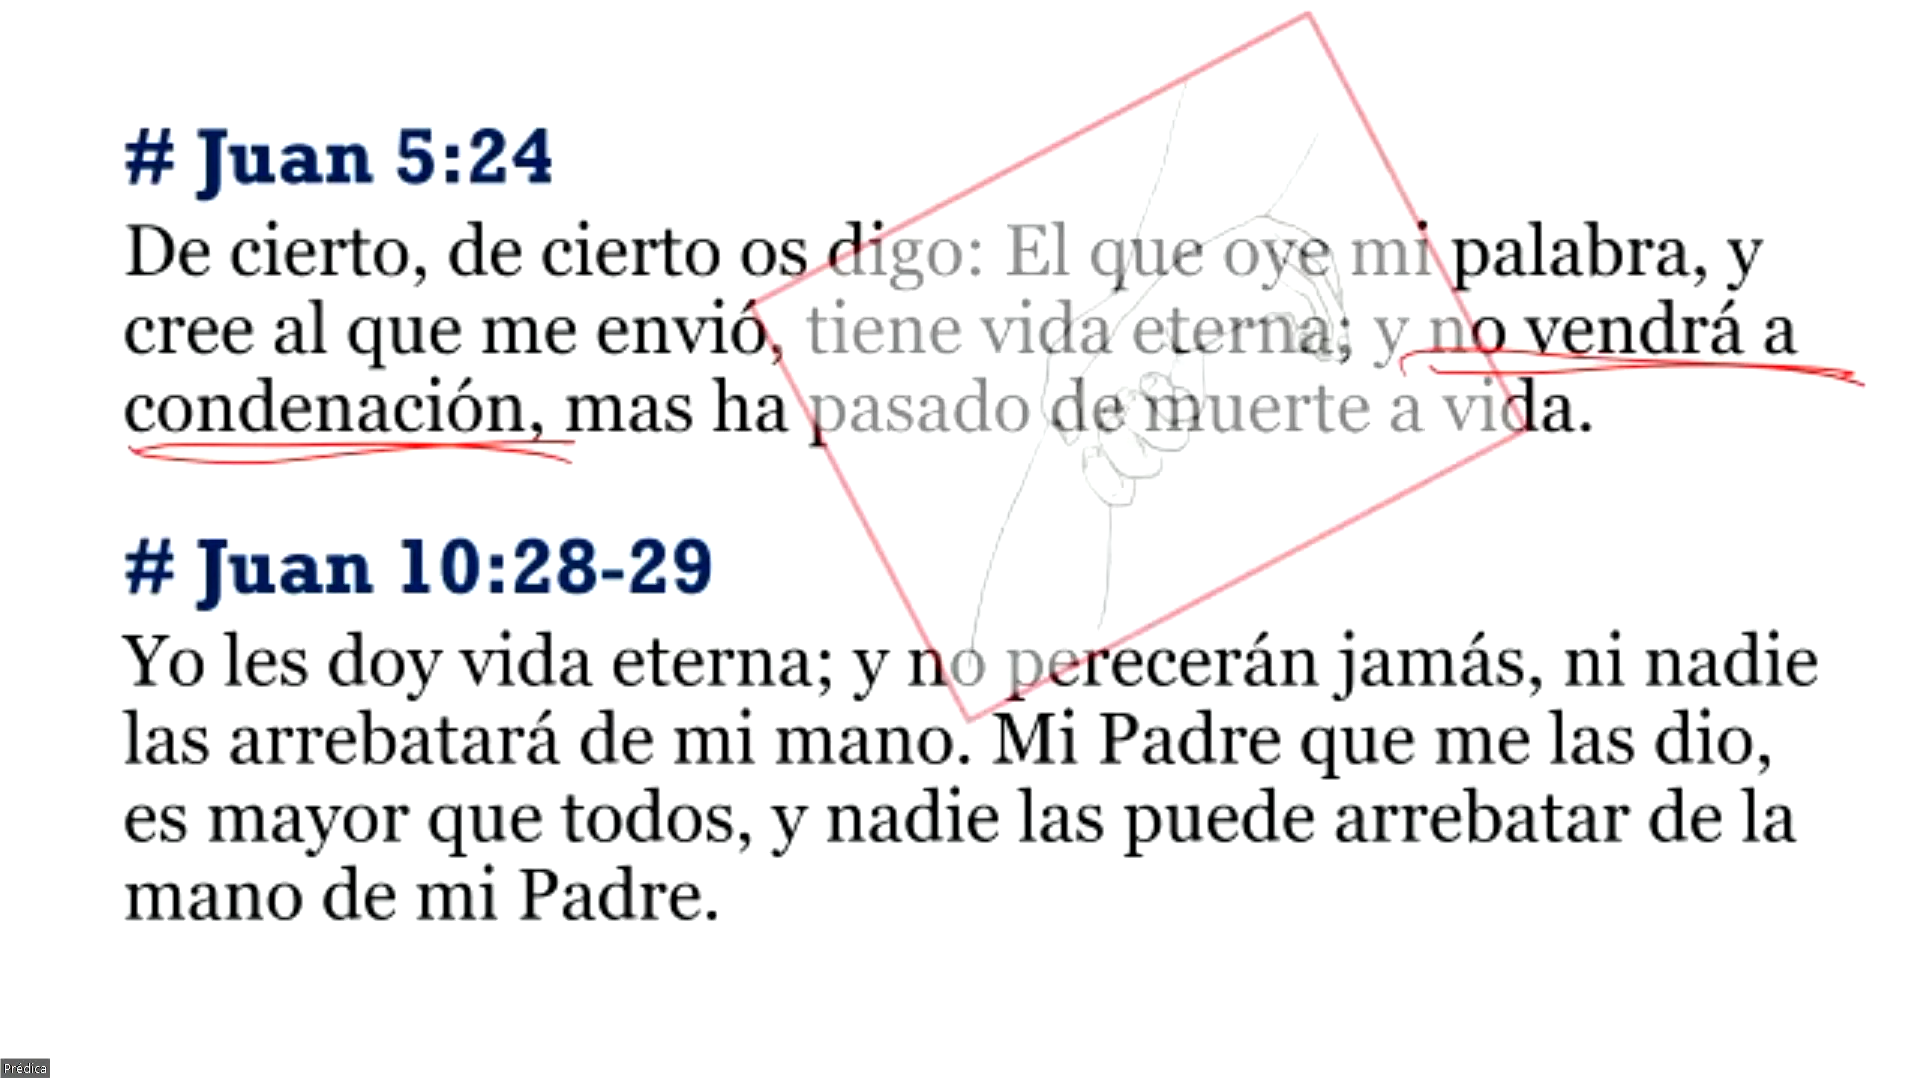 # Juan 5:24
De cierto, de cierto os digo: El que oye mi palabra, y
cree al que me envió, tiene vida eterna; y no vendrá a
condenación, mas ha pasado de muerte a vida.
# Juan 10:28-29
Yo les doy vida eterna; y no perecerán jamás, ni nadie
las arrebatará de mi mano. Mi Padre que me las dio,
es mayor que todos, y nadie las puede arrebatar de la
mano de mi Padre.
Prédica